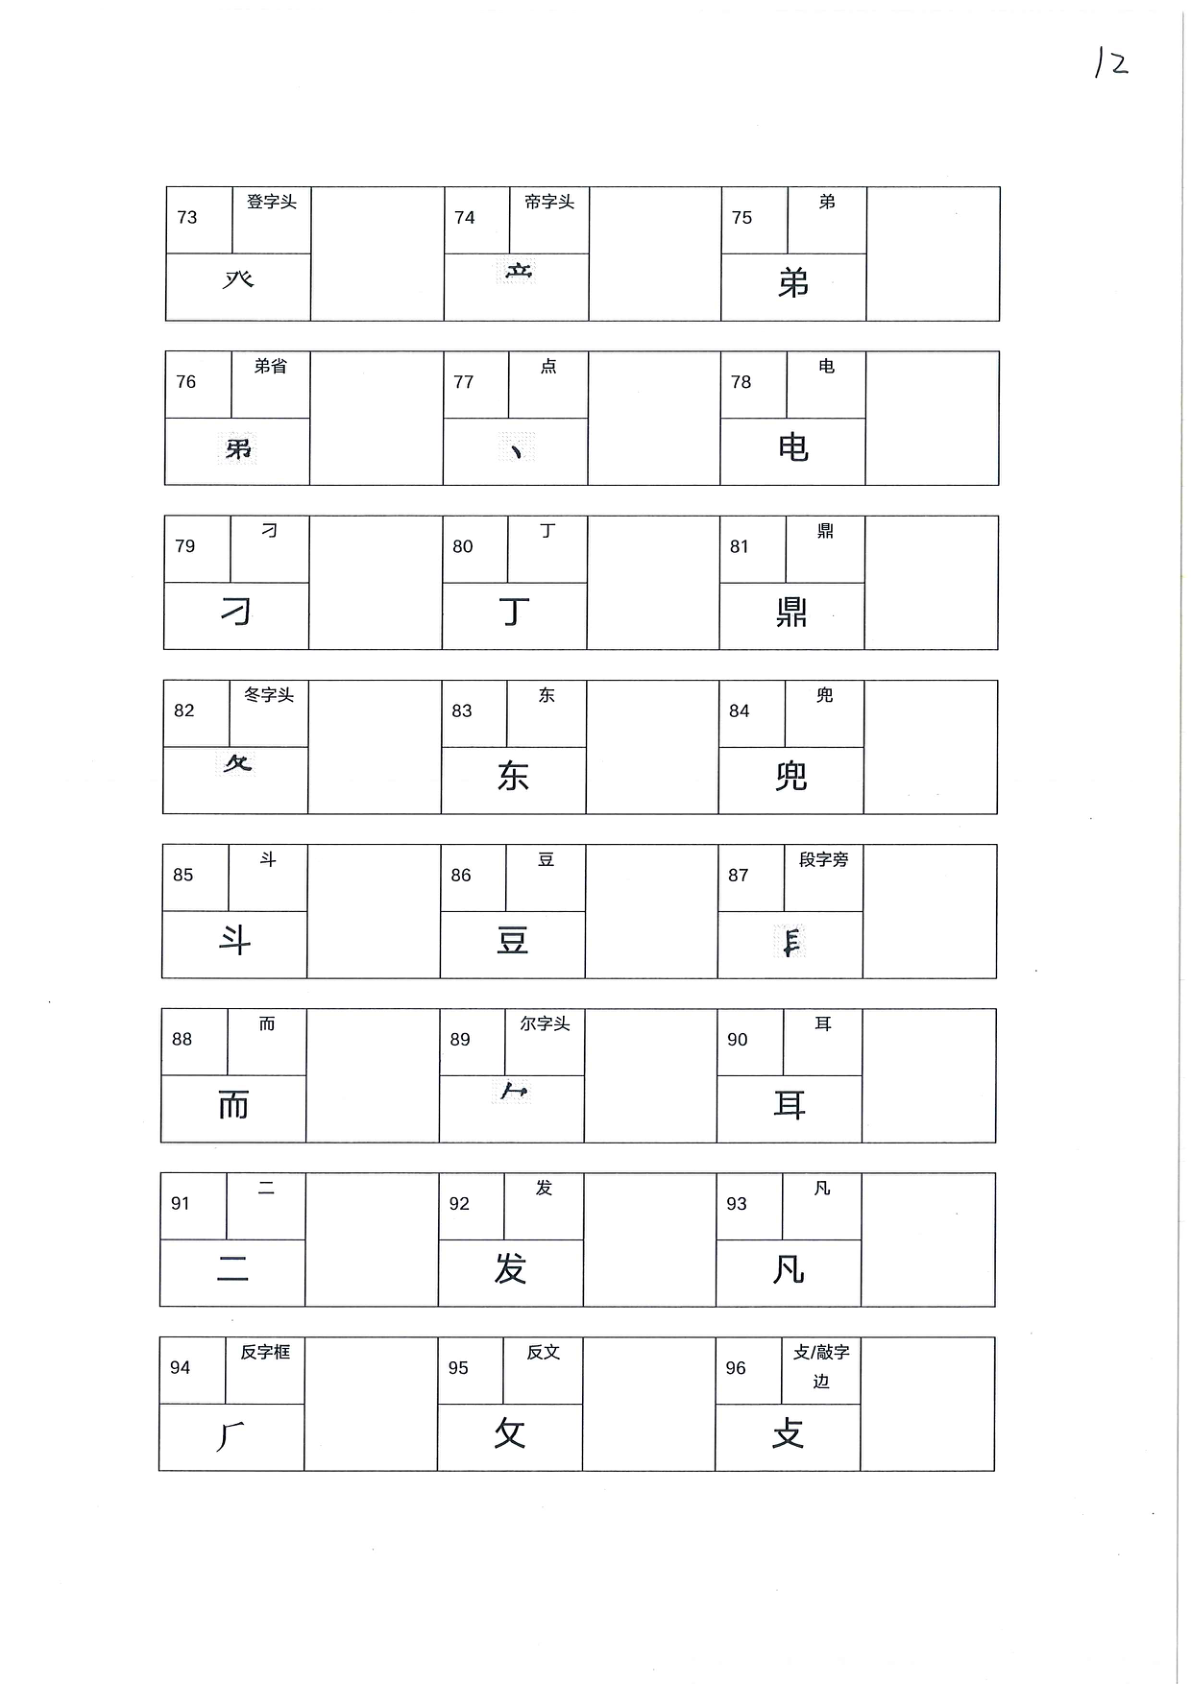 12
73 登字头 74 帝字头 75 弟
癶 弟
76 弟省 77 点 78 电
丶 电
79 刁 80 丁 81 鼎
刁 丁 鼎
82 冬字头 83 东 84 兜
夂 东 兜
85 斗 86 豆 87 段字旁
斗 豆
88 而 89 尔字头 90 耳
而 𠂉 耳
91 二 92 发 93 凡
二 发 凡
94 反字框 95 反文 96 攴/敲字
边
𠂆 攵 攴